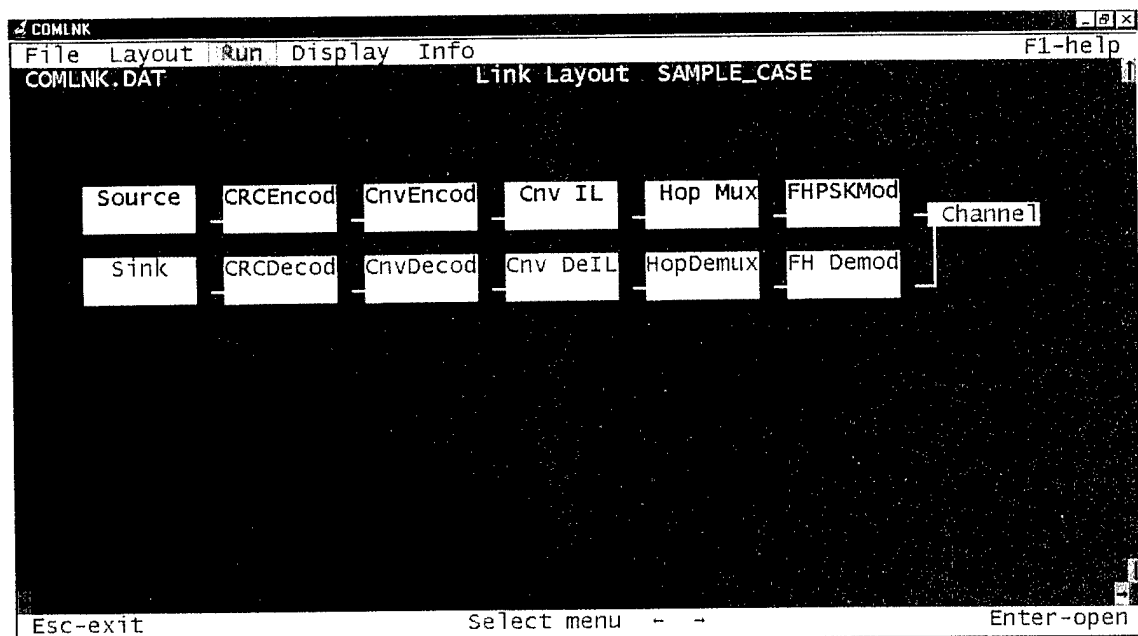 COMLNK
File Layout Run Display Info F1-help
COMLNK.DAT Link Layout SAMPLE_CASE
Source CRCEncod CnvEncod Cnv IL Hop Mux FHPSKMod
Channel
Sink CRCDecod CnvDecod Cnv DeIL HopDemux FH Demod
Esc-exit Select menu ← → Enter-open